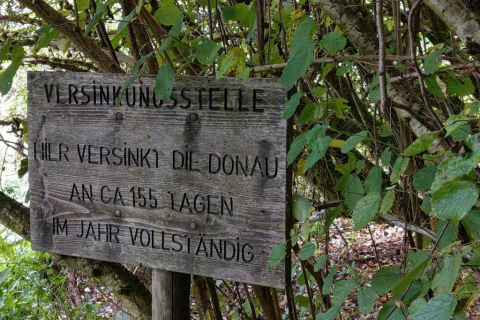 VERSINKUNGSSTELLE
HIER VERSINKT DIE DONAU
AN CA. 155 TAGEN
IM JAHR VOLLSTÄNDIG